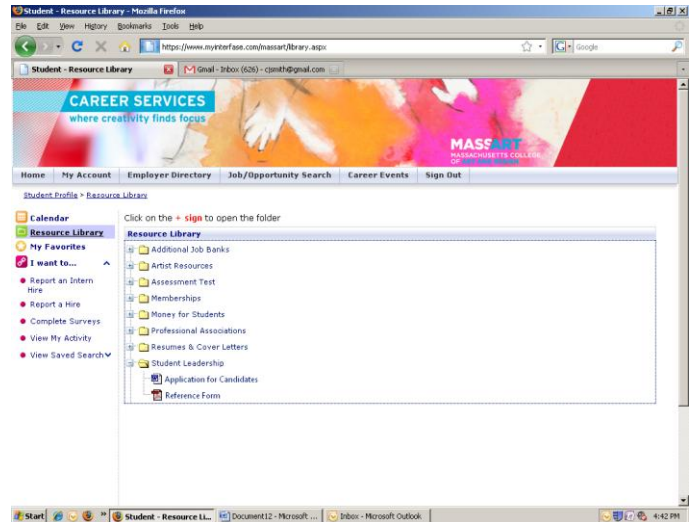 Student - Resource Library - Mozilla Firefox
File Edit View History Bookmarks Tools Help
https://www.myinterfase.com/massart/library.aspx
Google
Student - Resource Library
Gmail - Inbox (626) - cjsmith@gmail.com
CAREER SERVICES
where creativity finds focus
MASSART
MASSACHUSETTS COLLEGE
OF ART AND DESIGN
Home My Account Employer Directory Job/Opportunity Search Career Events Sign Out
Student Profile > Resource Library
Calendar
Resource Library
My Favorites
I want to...
Report an Intern
Hire
Report a Hire
Complete Surveys
View My Activity
View Saved Search
Click on the + sign to open the folder
Resource Library
Additional Job Banks
Artist Resources
Assessment Test
Memberships
Money for Students
Professional Associations
Resumes & Cover Letters
Student Leadership
Application for Candidates
Reference Form
Start
Student - Resource Li...
Document12 - Microsoft ...
Inbox - Microsoft Outlook
4:42 PM